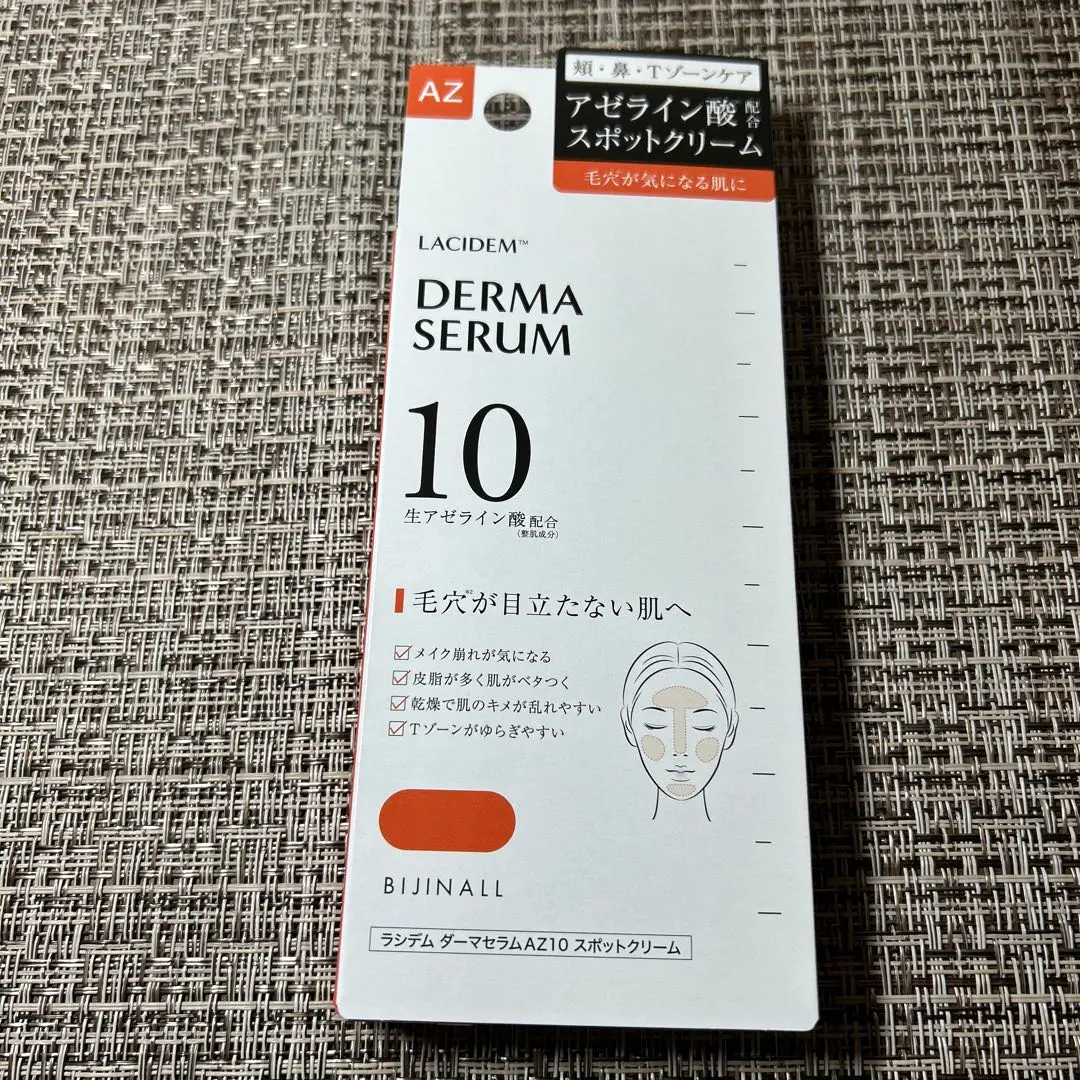 AZ
頬・鼻・Tゾーンケア
アゼライン酸配合
スポットクリーム
毛穴が気になる肌に
LACIDEM™
DERMA
SERUM
10
生アゼライン酸配合
(整肌成分)
毛穴※2が目立たない肌へ
メイク崩れが気になる
皮脂が多く肌がベタつく
乾燥で肌のキメが乱れやすい
Tゾーンがゆらぎやすい
BIJINALL
ラシデム ダーマセラムAZ10 スポットクリーム